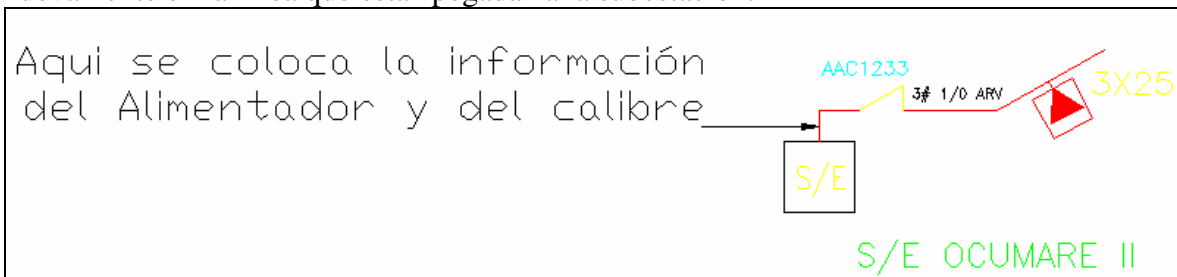 Aqui se coloca la información
del Alimentador y del calibre
AAC1233
3# 1/0 ARV
3X25
S/E
S/E OCUMARE II